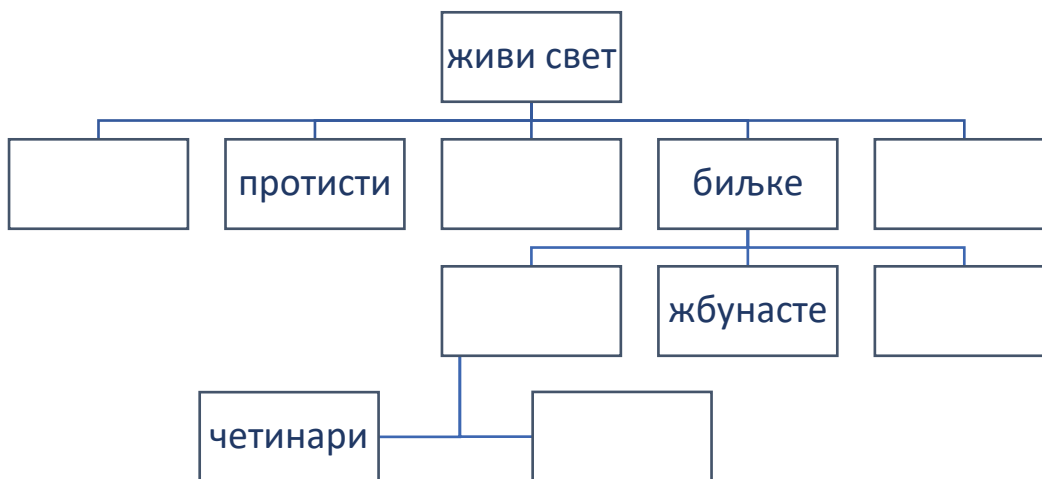 живи свет
протисти
биљке
жбунасте
четинари